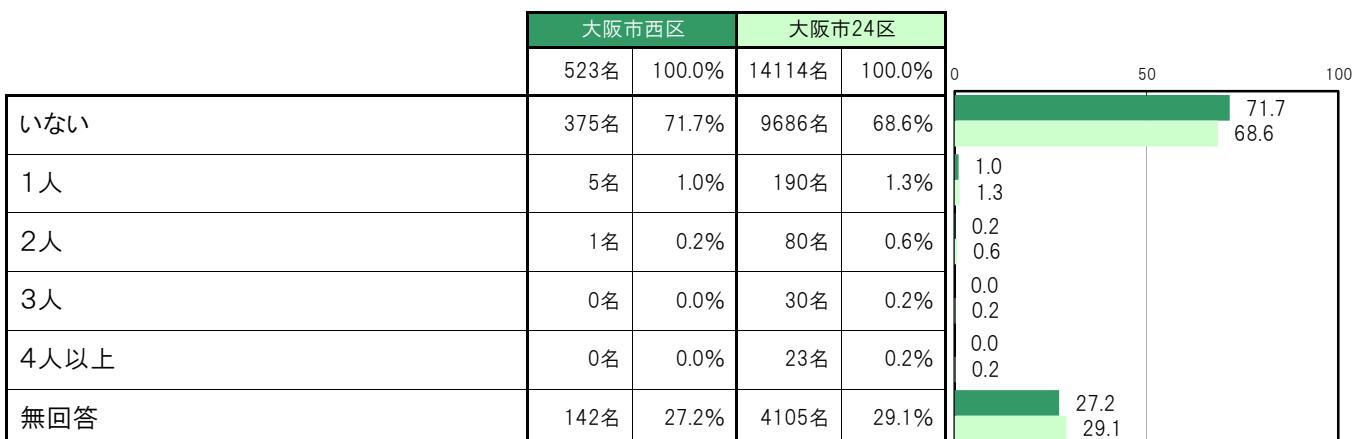 大阪市西区 大阪市24区
523名 100.0% 14114名 100.0% 0 50 100
いない 375名 71.7% 9686名 68.6% 71.7
68.6
1人 5名 1.0% 190名 1.3% 1.0
1.3
2人 1名 0.2% 80名 0.6% 0.2
0.6
3人 0名 0.0% 30名 0.2% 0.0
0.2
4人以上 0名 0.0% 23名 0.2% 0.0
0.2
無回答 142名 27.2% 4105名 29.1% 27.2
29.1